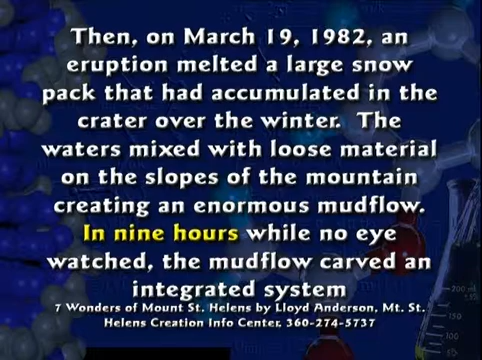 Then, on March 19, 1982, an
eruption melted a large snow
pack that had accumulated in the
crater over the winter. The
waters mixed with loose material
on the slopes of the mountain
creating an enormous mudflow.
In nine hours while no eye
watched, the mudflow carved an
integrated system
7 Wonders of Mount St. Helens by Lloyd Anderson, Mt. St.
Helens Creation Info Center, 360-274-5737
200
150
100